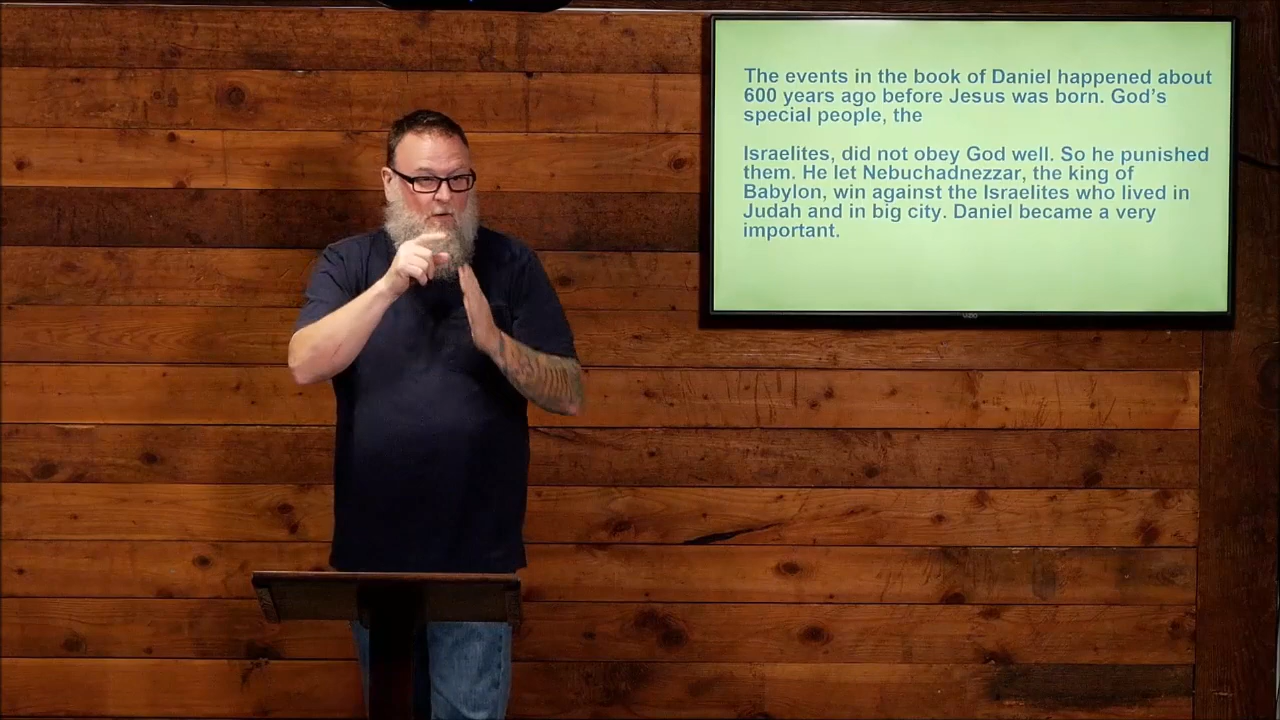 The events in the book of Daniel happened about
600 years ago before Jesus was born. God's
special people, the
Israelites, did not obey God well. So he punished
them. He let Nebuchadnezzar, the king of
Babylon, win against the Israelites who lived in
Judah and in big city. Daniel became a very
important.
VIZIO